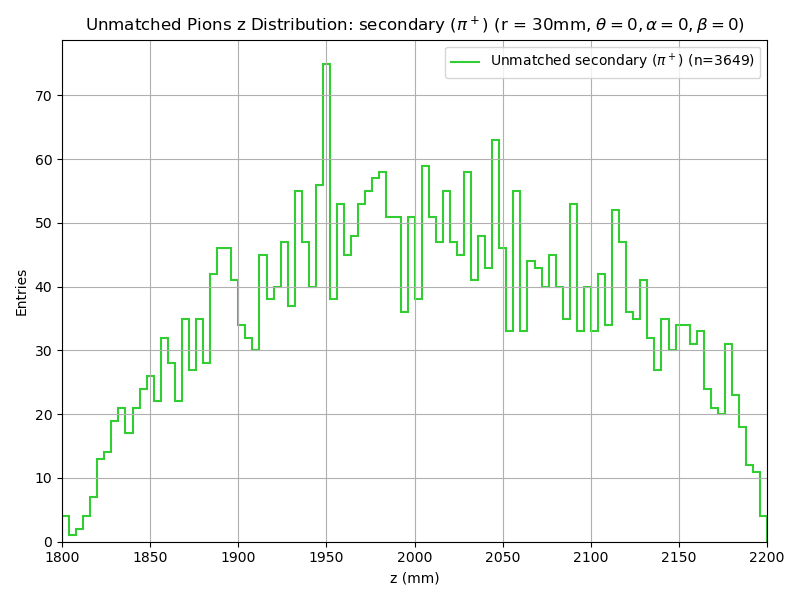 Unmatched Pions z Distribution: secondary (π⁺) (r = 30mm, θ = 0, α = 0, β = 0)
Unmatched secondary (π⁺) (n=3649)
70
60
50
40
30
20
10
0
Entries
1800 1850 1900 1950 2000 2050 2100 2150 2200
z (mm)